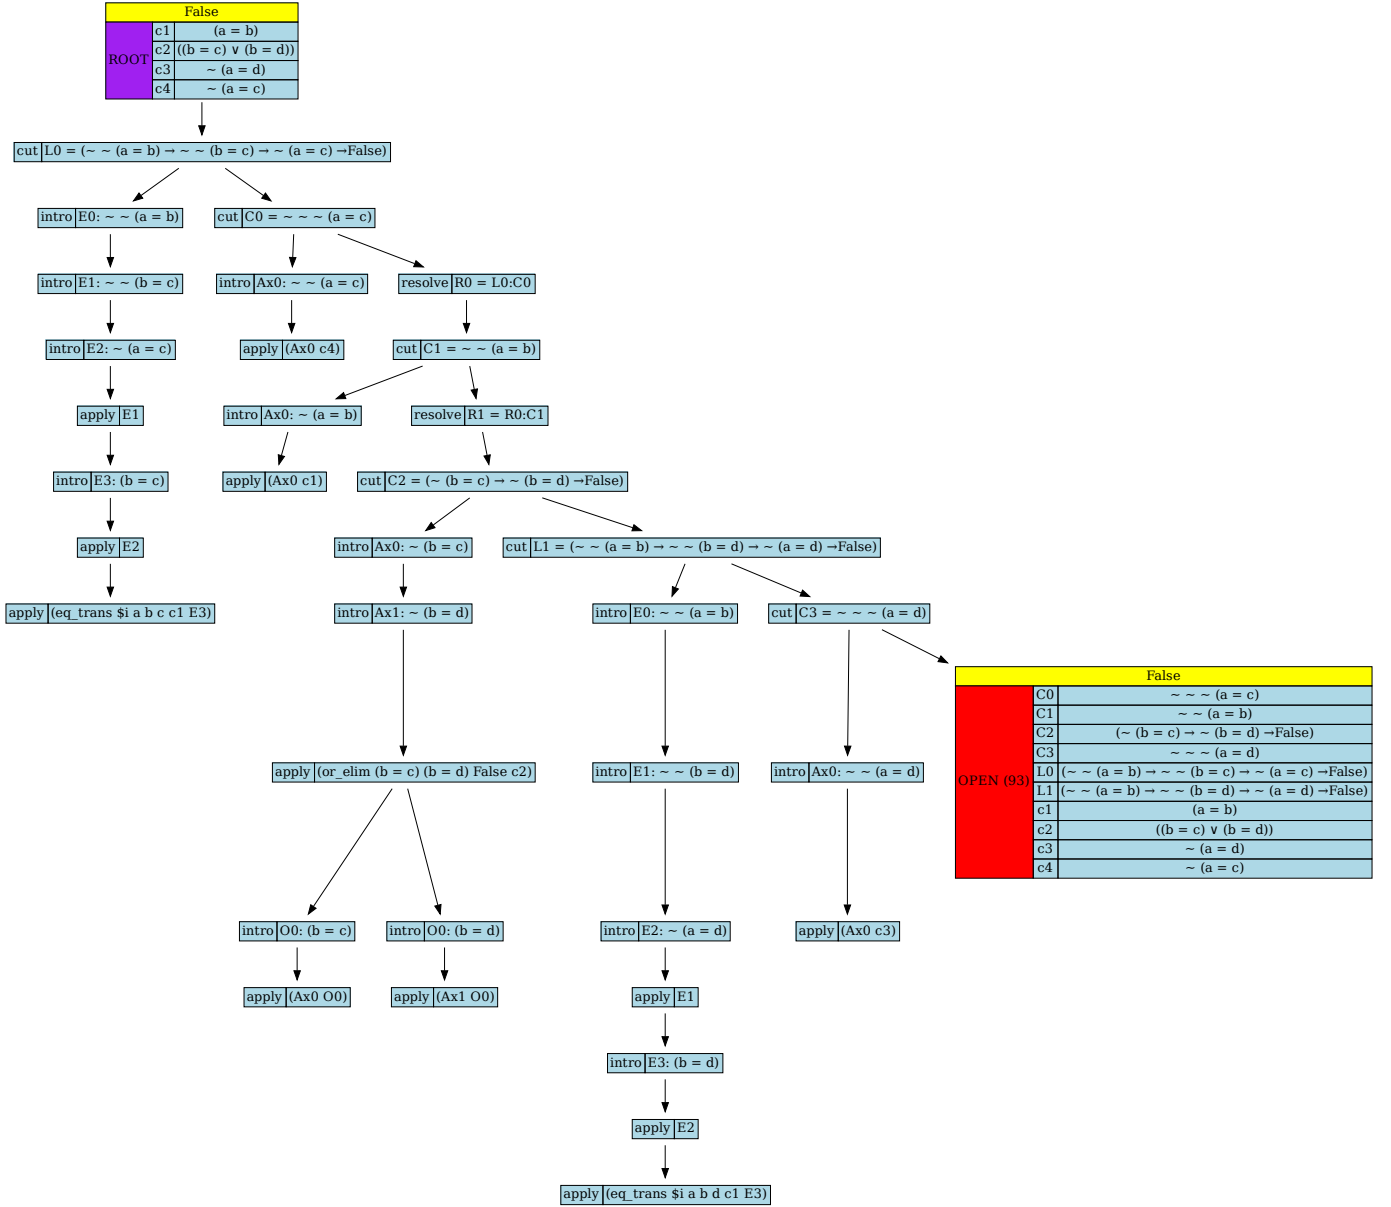 False
ROOT
c1 (a = b)
c2 ((b = c) ∨ (b = d))
c3 ~ (a = d)
c4 ~ (a = c)
cut L0 = (~ ~ (a = b) → ~ ~ (b = c) → ~ (a = c) →False)
intro E0: ~ ~ (a = b)
cut C0 = ~ ~ ~ (a = c)
intro E1: ~ ~ (b = c)
intro Ax0: ~ ~ (a = c)
resolve R0 = L0:C0
intro E2: ~ (a = c)
apply (Ax0 c4)
cut C1 = ~ ~ (a = b)
apply E1
intro Ax0: ~ (a = b)
resolve R1 = R0:C1
intro E3: (b = c)
apply (Ax0 c1)
cut C2 = (~ (b = c) → ~ (b = d) →False)
apply E2
intro Ax0: ~ (b = c)
cut L1 = (~ ~ (a = b) → ~ ~ (b = d) → ~ (a = d) →False)
apply (eq_trans $i a b c c1 E3)
intro Ax1: ~ (b = d)
intro E0: ~ ~ (a = b)
cut C3 = ~ ~ ~ (a = d)
False
OPEN (93)
C0 ~ ~ ~ (a = c)
C1 ~ ~ (a = b)
C2 (~ (b = c) → ~ (b = d) →False)
C3 ~ ~ ~ (a = d)
L0 (~ ~ (a = b) → ~ ~ (b = c) → ~ (a = c) →False)
L1 (~ ~ (a = b) → ~ ~ (b = d) → ~ (a = d) →False)
c1 (a = b)
c2 ((b = c) ∨ (b = d))
c3 ~ (a = d)
c4 ~ (a = c)
apply (or_elim (b = c) (b = d) False c2)
intro E1: ~ ~ (b = d)
intro Ax0: ~ ~ (a = d)
intro O0: (b = c)
intro O0: (b = d)
intro E2: ~ (a = d)
apply (Ax0 c3)
apply (Ax0 O0)
apply (Ax1 O0)
apply E1
intro E3: (b = d)
apply E2
apply (eq_trans $i a b d c1 E3)